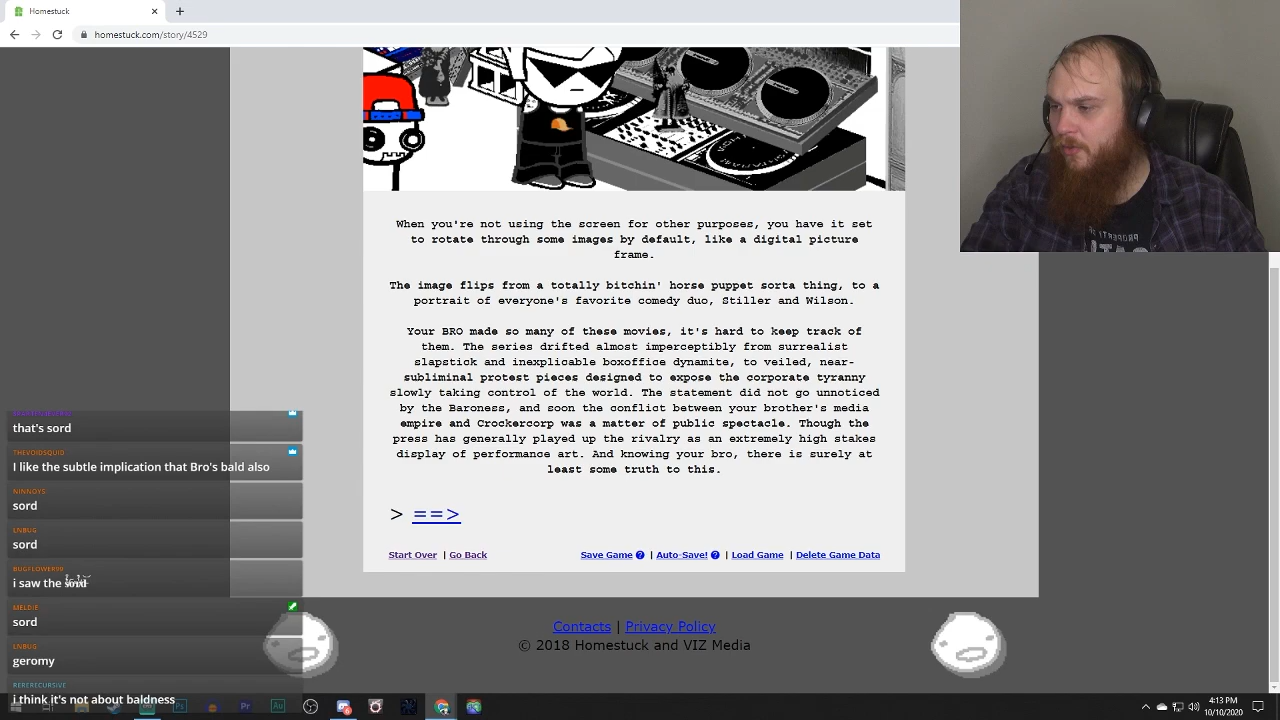 Homestuck
homestuck.com/story/4529
When you're not using the screen for other purposes, you have it set
to rotate through some images by default, like a digital picture
frame.
The image flips from a totally bitchin' horse puppet sorta thing, to a
portrait of everyone's favorite comedy duo, Stiller and Wilson.
Your BRO made so many of these movies, it's hard to keep track of
them. The series drifted almost imperceptibly from surrealist
slapstick and inexplicable boxoffice dynamite, to veiled, near-
subliminal protest pieces designed to expose the corporate tyranny
slowly taking control of the world. The statement did not go unnoticed
by the Baroness, and soon the conflict between your brother's media
empire and Crockercorp was a matter of public spectacle. Though the
press has generally played up the rivalry as an extremely high stakes
display of performance art. And knowing your bro, there is surely at
least some truth to this.
> ==>
Start Over | Go Back
Save Game ? | Auto-Save! ? | Load Game | Delete Game Data
Contacts | Privacy Policy
© 2018 Homestuck and VIZ Media
that's sord
THEVOIDSQUID
I like the subtle implication that Bro's bald also
NINNOYS
sord
LNBUG
sord
BUGFLOWER99
i saw the
MELDIE
sord
LNBUG
geromy
RERERECURSIVE
i think it's not about baldness
4:13 PM
10/10/2020